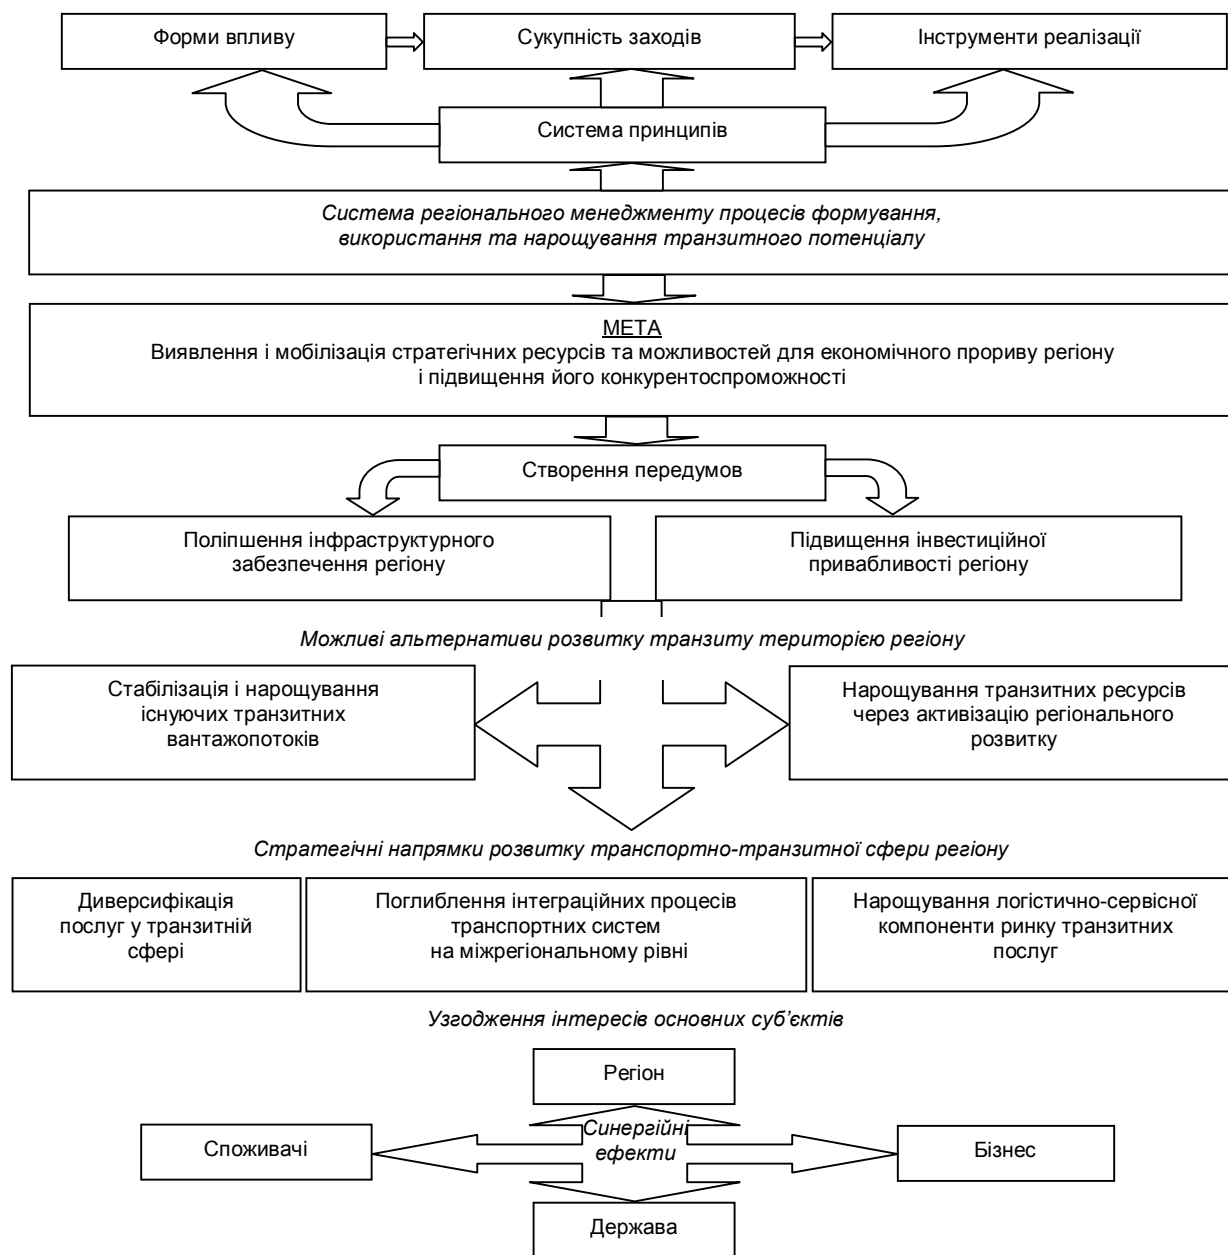 Форми впливу
Сукупність заходів
Інструменти реалізації
Система принципів
Система регіонального менеджменту процесів формування,
використання та нарощування транзитного потенціалу
МЕТА
Виявлення і мобілізація стратегічних ресурсів та можливостей для економічного прориву регіону
і підвищення його конкурентоспроможності
Створення передумов
Поліпшення інфраструктурного
забезпечення регіону
Підвищення інвестиційної
привабливості регіону
Можливі альтернативи розвитку транзиту територією регіону
Стабілізація і нарощування
існуючих транзитних
вантажопотоків
Нарощування транзитних ресурсів
через активізацію регіонального
розвитку
Стратегічні напрямки розвитку транспортно-транзитної сфери регіону
Диверсифікація
послуг у транзитній
сфері
Поглиблення інтеграційних процесів
транспортних систем
на міжрегіональному рівні
Нарощування логістично-сервісної
компоненти ринку транзитних
послуг
Узгодження інтересів основних суб’єктів
Регіон
Синергійні
ефекти
Споживачі
Бізнес
Держава